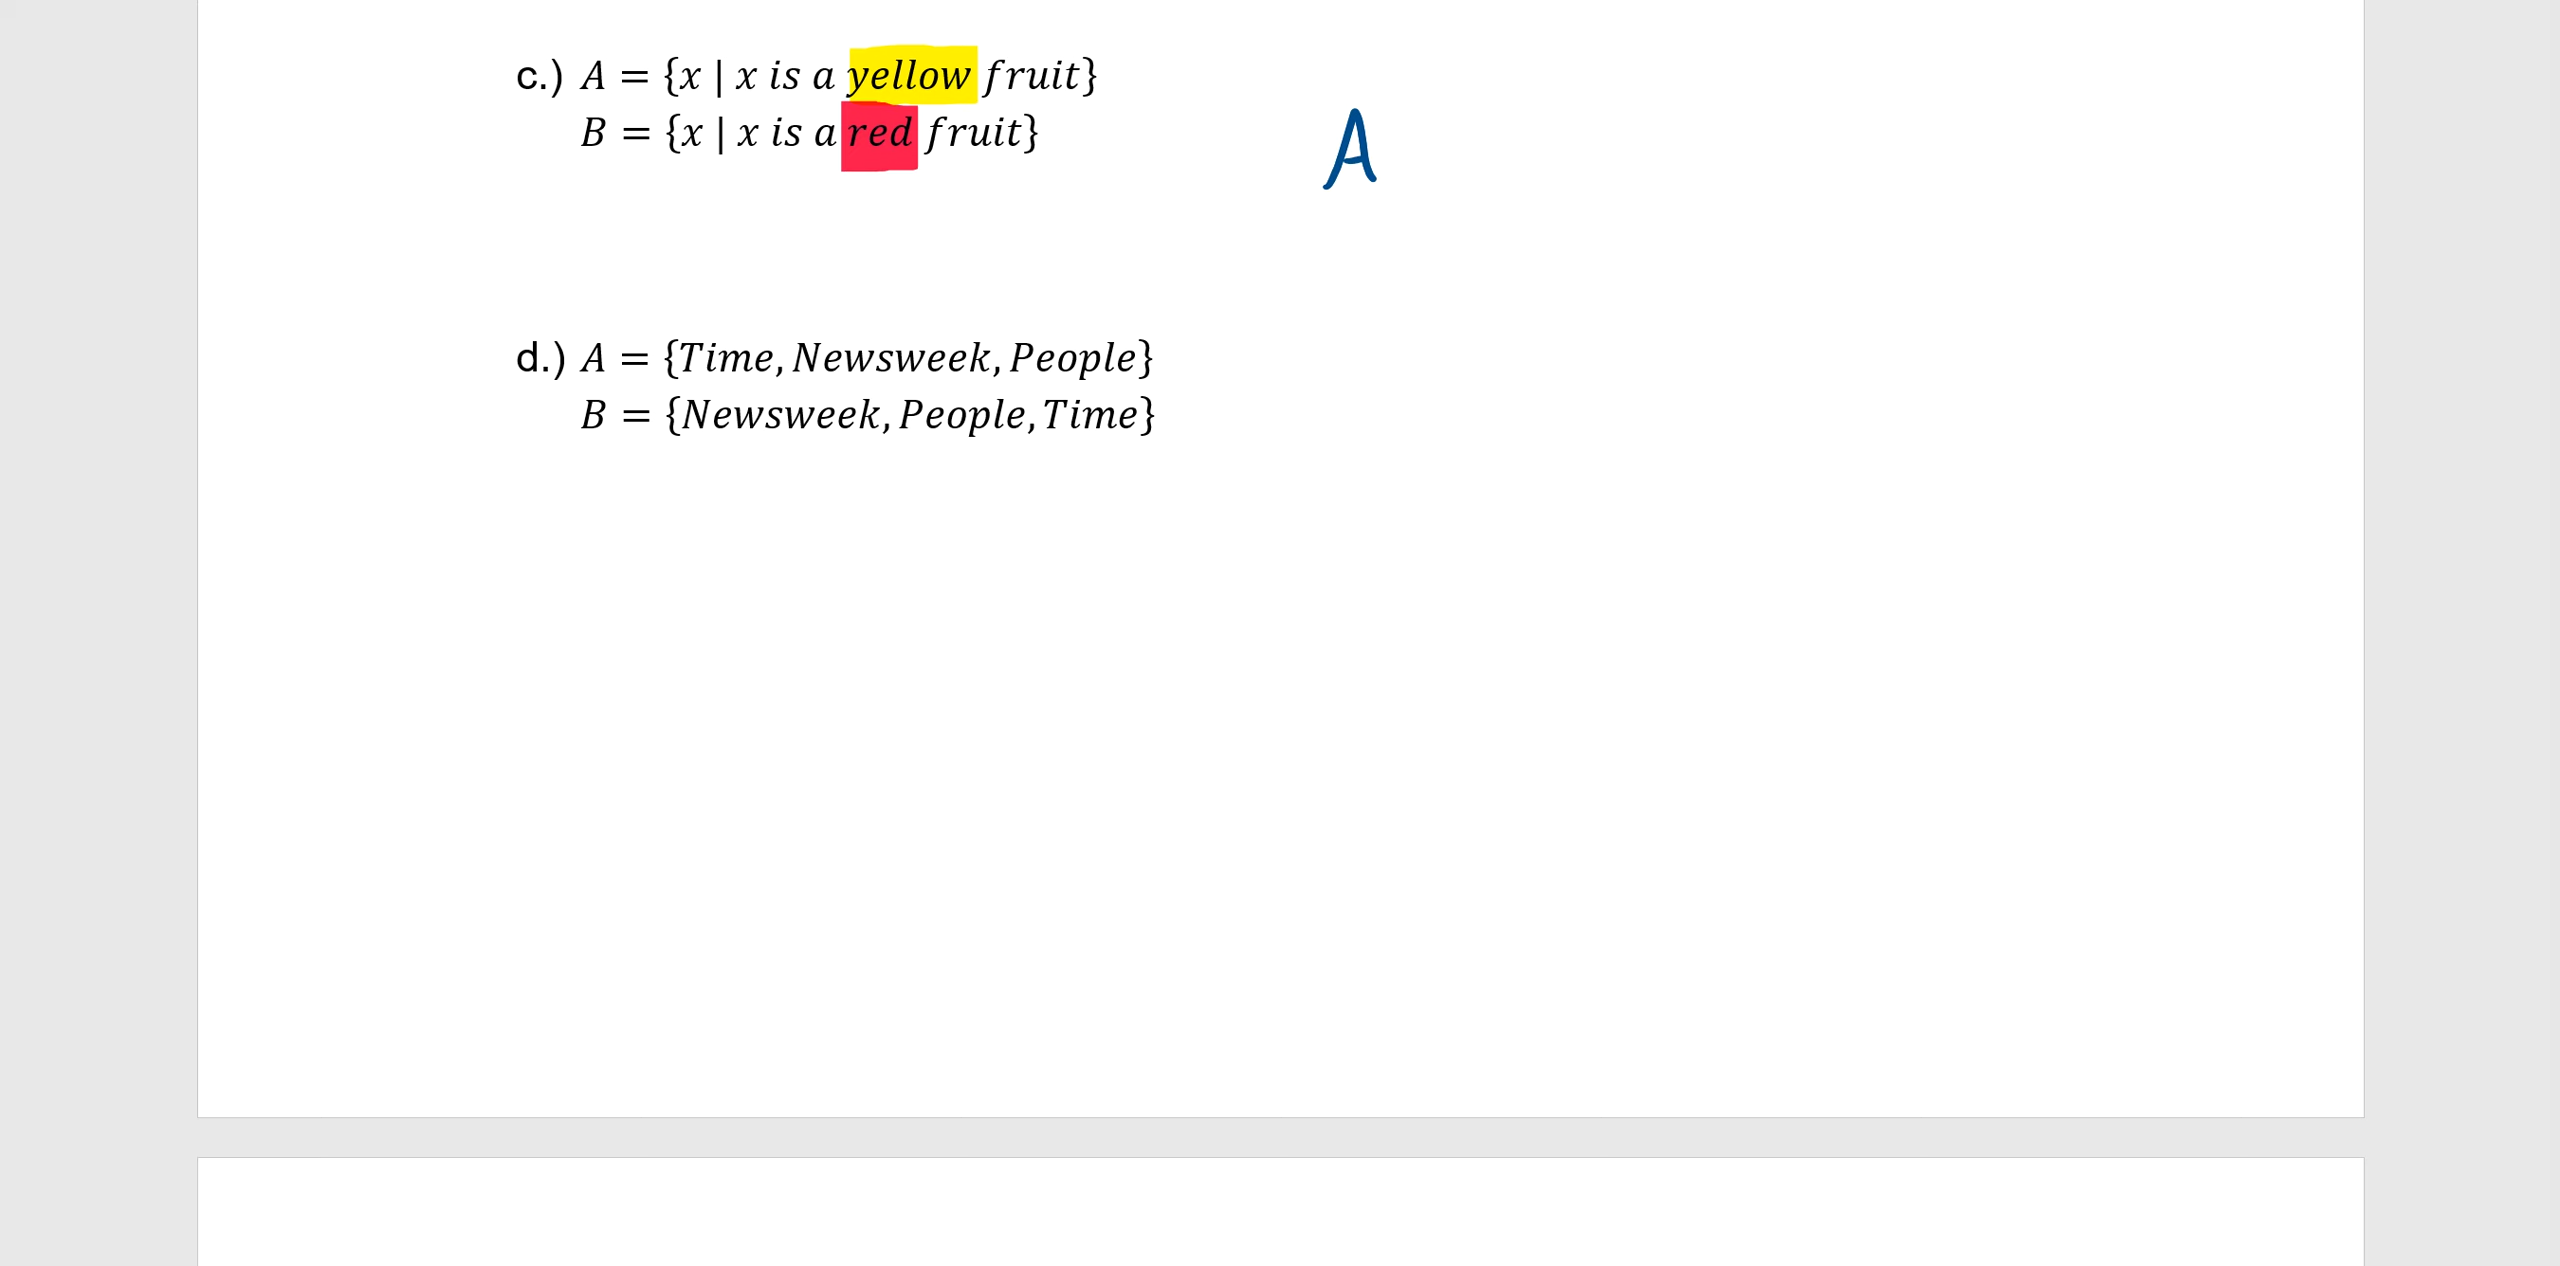 c.) A = {x | x is a yellow fruit}
B = {x | x is a red fruit}
A
d.) A = {Time, Newsweek, People}
B = {Newsweek, People, Time}